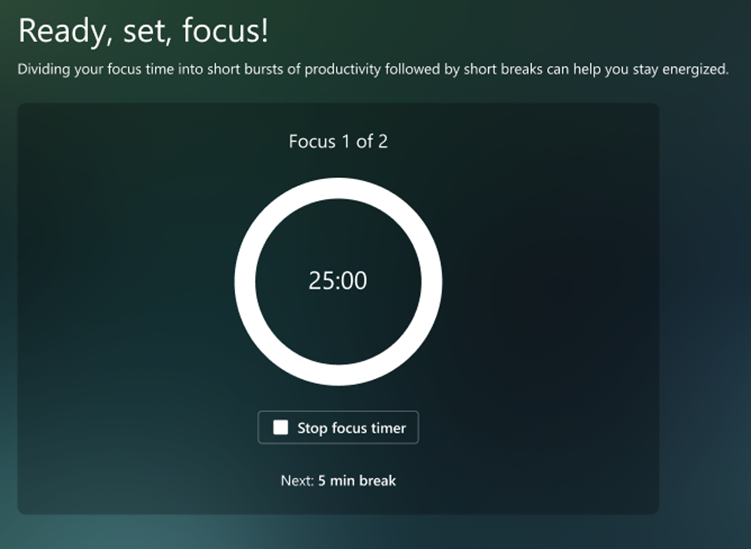 Ready, set, focus!
Dividing your focus time into short bursts of productivity followed by short breaks can help you stay energized.
Focus 1 of 2
25:00
Stop focus timer
Next: 5 min break